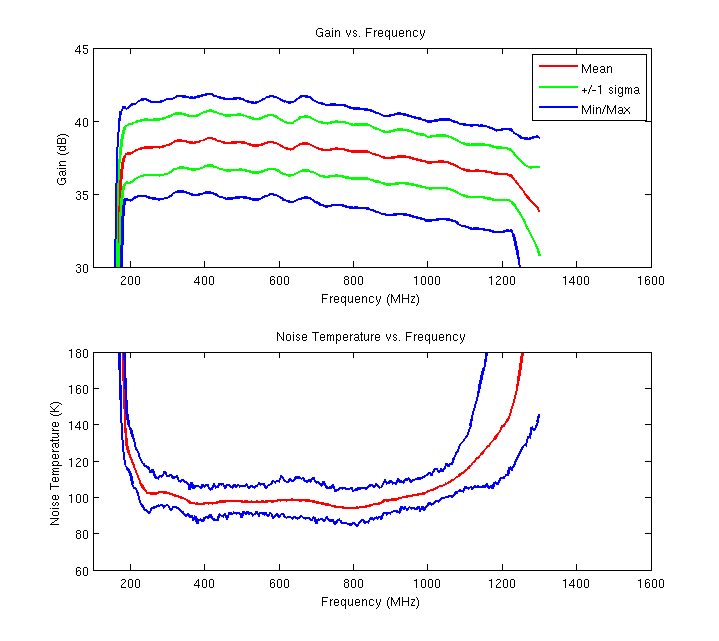 Gain vs. Frequency
45
40
35
30
Gain (dB)
Mean
+/-1 sigma
Min/Max
200 400 600 800 1000 1200 1400 1600
Frequency (MHz)
Noise Temperature vs. Frequency
180
160
140
120
100
80
60
Noise Temperature (K)
200 400 600 800 1000 1200 1400 1600
Frequency (MHz)